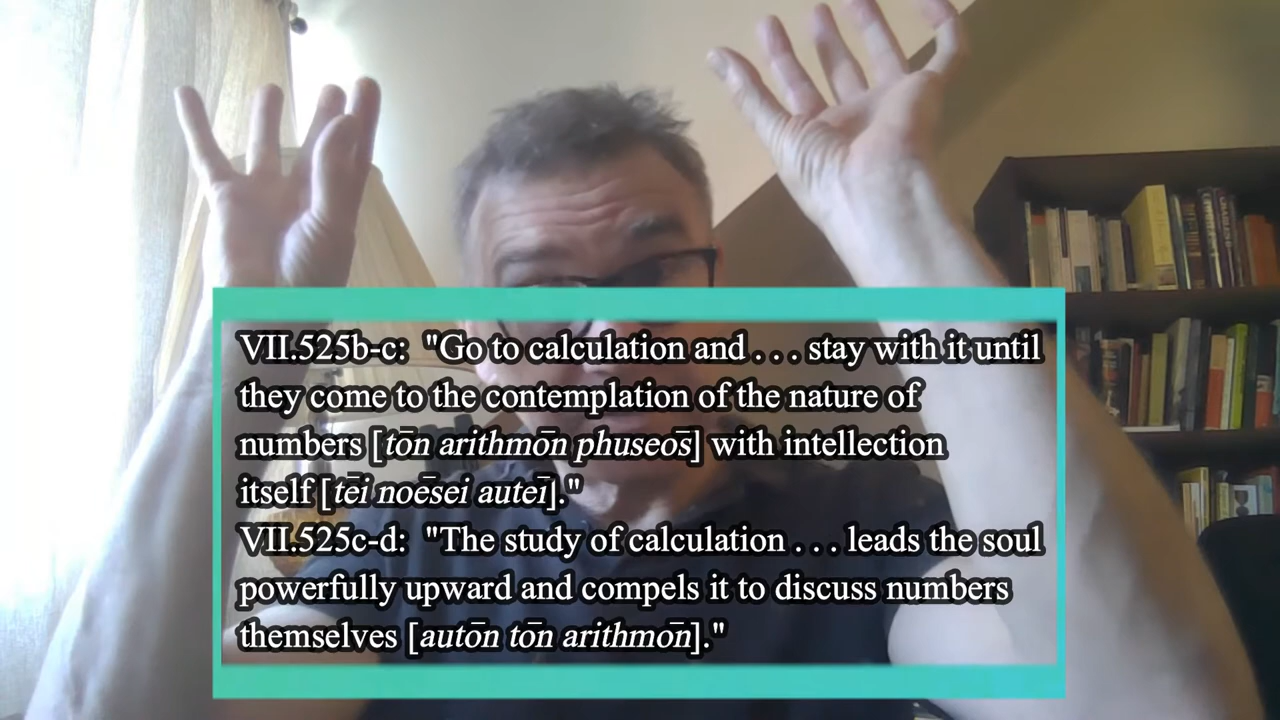 VII.525b-c: "Go to calculation and . . . stay with it until
they come to the contemplation of the nature of
numbers [tōn arithmōn phuseōs] with intellection
itself [tēi noēsei auteī]."
VII.525c-d: "The study of calculation . . . leads the soul
powerfully upward and compels it to discuss numbers
themselves [autōn tōn arithmōn]."